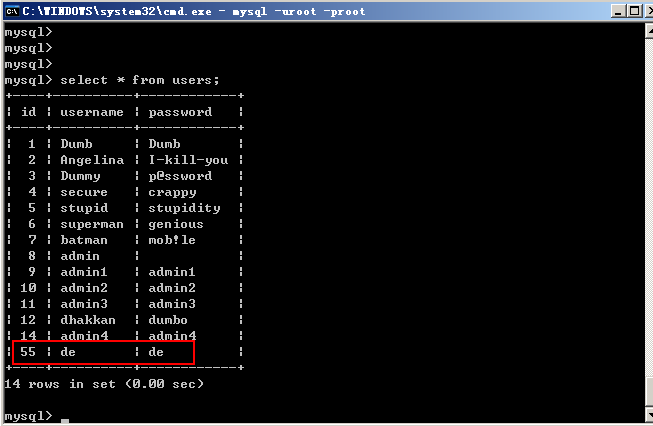 C:\WINDOWS\system32\cmd.exe - mysql -uroot -proot
mysql>
mysql>
mysql>
mysql> select * from users;
+----+----------+------------+
| id | username | password   |
+----+----------+------------+
|  1 | Dumb     | Dumb       |
|  2 | Angelina | I-kill-you |
|  3 | Dummy    | p@ssword   |
|  4 | secure   | crappy     |
|  5 | stupid   | stupidity  |
|  6 | superman | genious    |
|  7 | batman   | mob!le     |
|  8 | admin    |            |
|  9 | admin1   | admin1     |
| 10 | admin2   | admin2     |
| 11 | admin3   | admin3     |
| 12 | dhakkan  | dumbo      |
| 14 | admin4   | admin4     |
| 55 | de       | de         |
+----+----------+------------+
14 rows in set (0.00 sec)
mysql> _